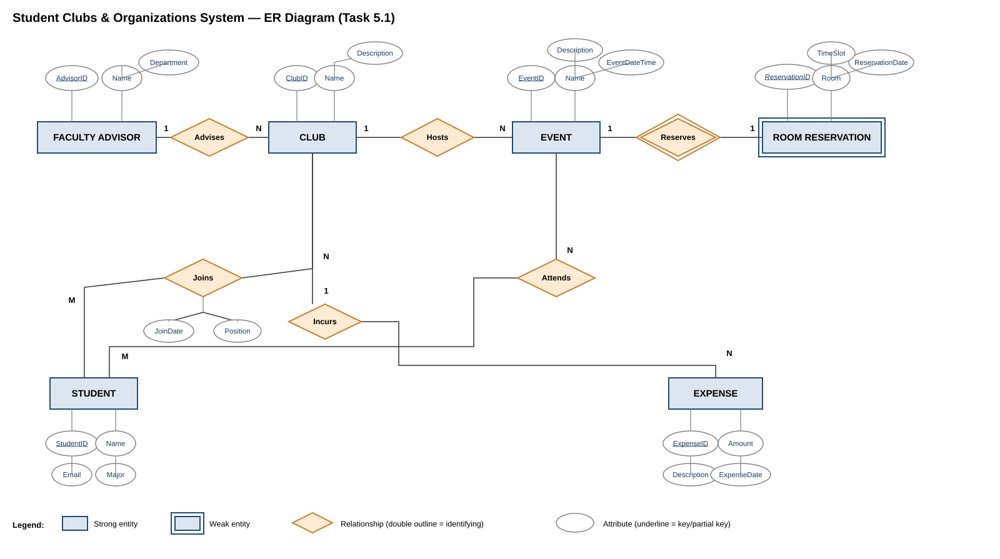 Student Clubs & Organizations System — ER Diagram (Task 5.1)
Description
Description
TimeSlot
Department
EventDateTime
ReservationDate
AdvisorID
Name
ClubID
Name
EventID
Name
ReservationID
Room
1
N
1
N
1
1
FACULTY ADVISOR
Advises
CLUB
Hosts
EVENT
Reserves
ROOM RESERVATION
N
N
Joins
Attends
1
M
Incurs
JoinDate
Position
M
N
STUDENT
EXPENSE
StudentID
Name
ExpenseID
Amount
Email
Major
Description
ExpenseDate
Legend:
Strong entity
Weak entity
Relationship (double outline = identifying)
Attribute (underline = key/partial key)